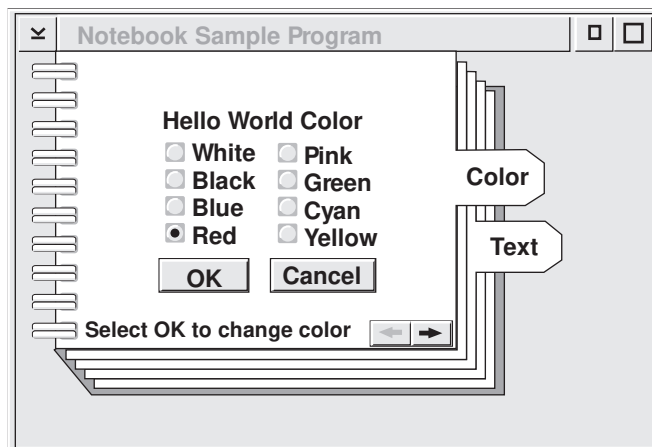 Notebook Sample Program
Hello World Color
White Pink
Black Green
Blue Cyan
Red Yellow
OK Cancel
Select OK to change color
Color
Text